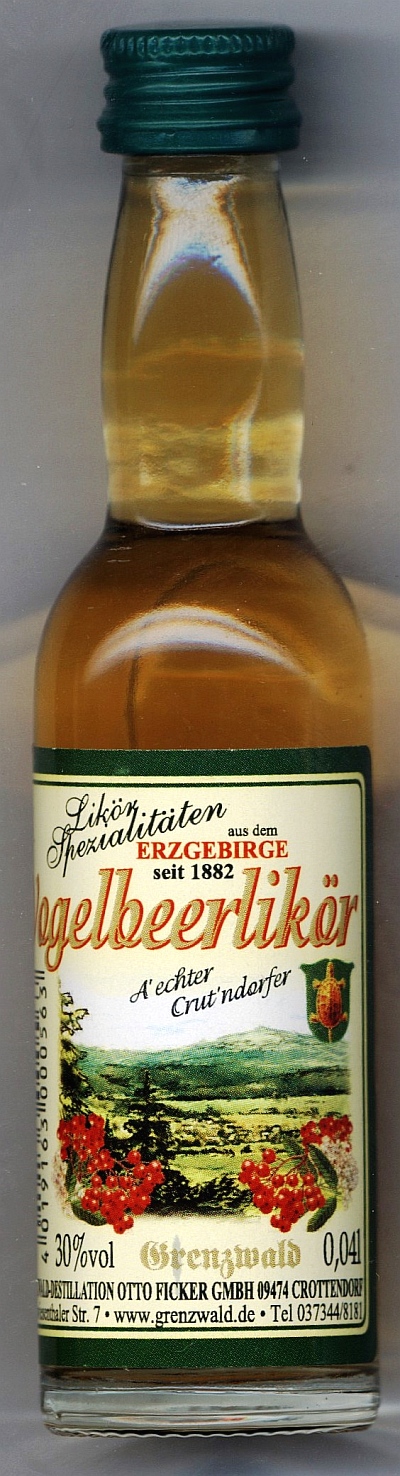 Likör
Spezialitäten
aus dem
ERZGEBIRGE
seit 1882
Vogelbeerlikör
A'echter
Crut'ndorfer
30%vol
Grenzwald
0,04l
WALD-DESTILLATION OTTO FICKER GMBH 09474 CROTTENDORF
Str. 7 • www.grenzwald.de • Tel 037344/8181